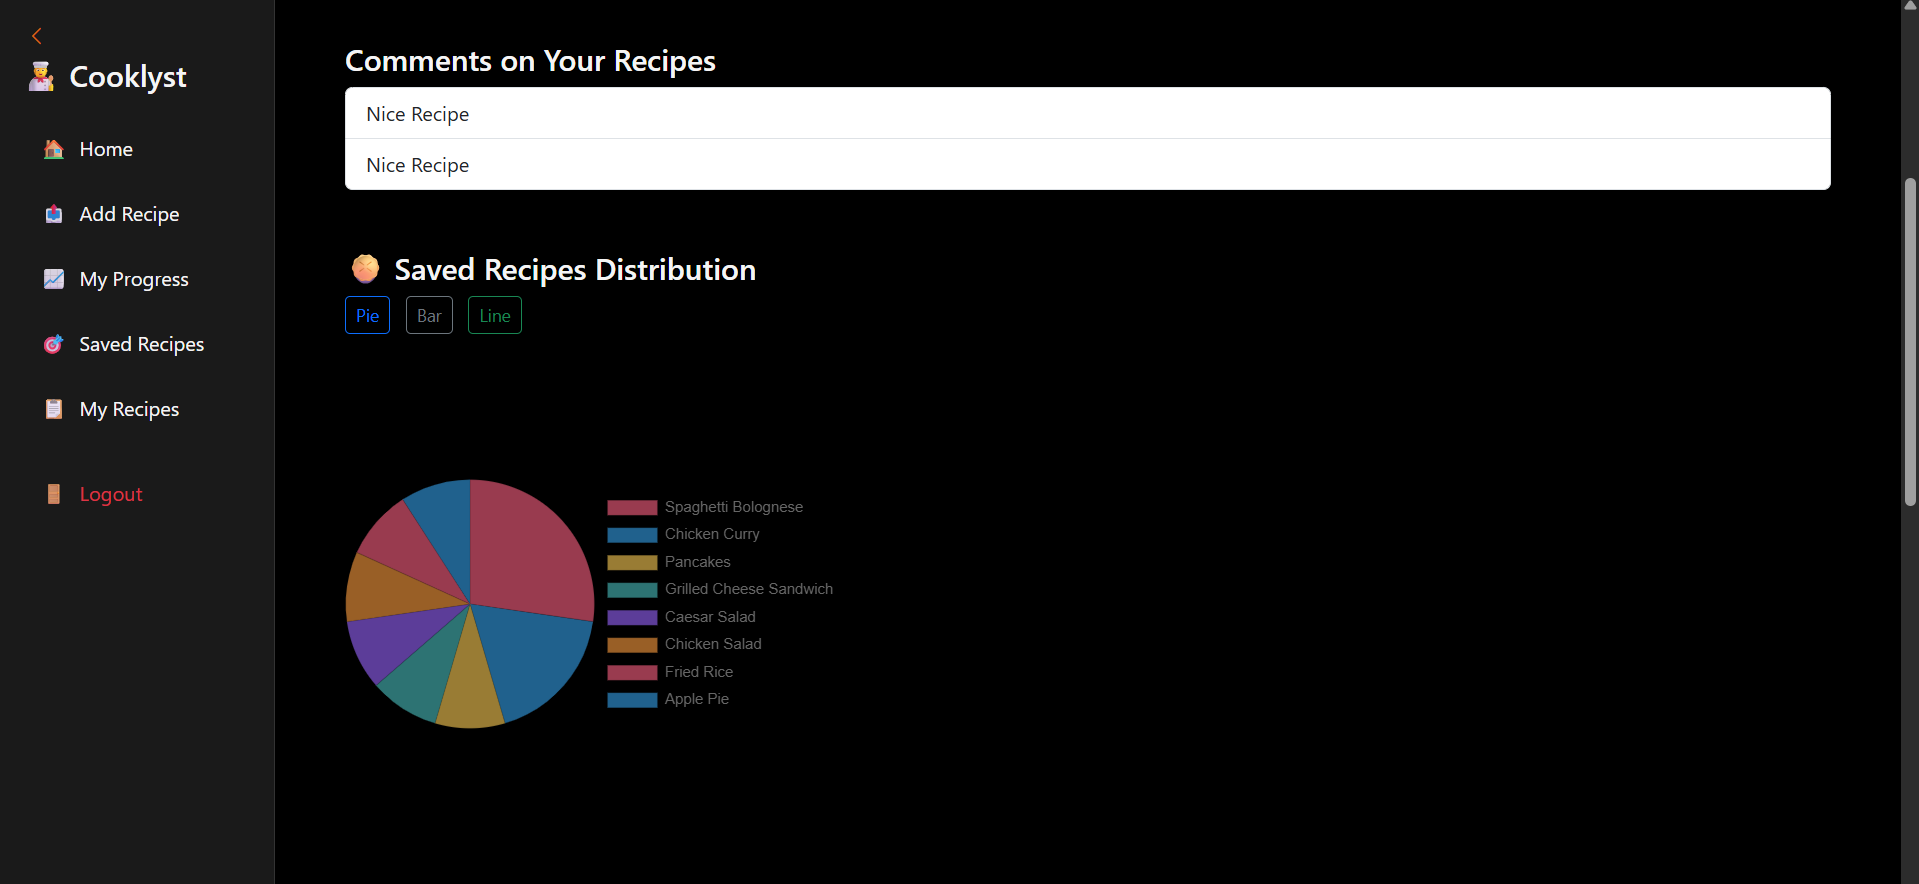 Cooklyst
Home
Add Recipe
My Progress
Saved Recipes
My Recipes
Logout
Comments on Your Recipes
Nice Recipe
Nice Recipe
Saved Recipes Distribution
Pie Bar Line
Spaghetti Bolognese
Chicken Curry
Pancakes
Grilled Cheese Sandwich
Caesar Salad
Chicken Salad
Fried Rice
Apple Pie